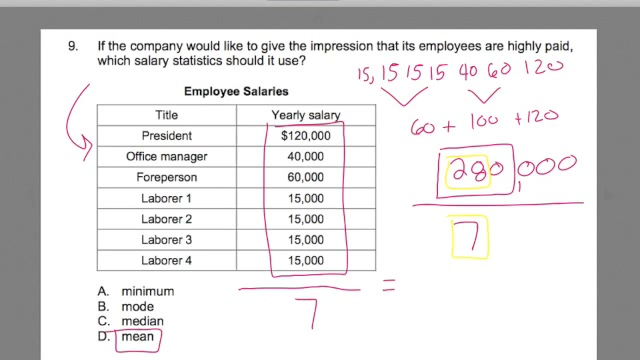 9. If the company would like to give the impression that its employees are highly paid,
which salary statistics should it use?
15, 15 15 15 40 60 120
Employee Salaries
Title Yearly salary
President $120,000
Office manager 40,000
Foreperson 60,000
Laborer 1 15,000
Laborer 2 15,000
Laborer 3 15,000
Laborer 4 15,000
60 + 100 + 120
280,000
7
7 =
A. minimum
B. mode
C. median
D. mean